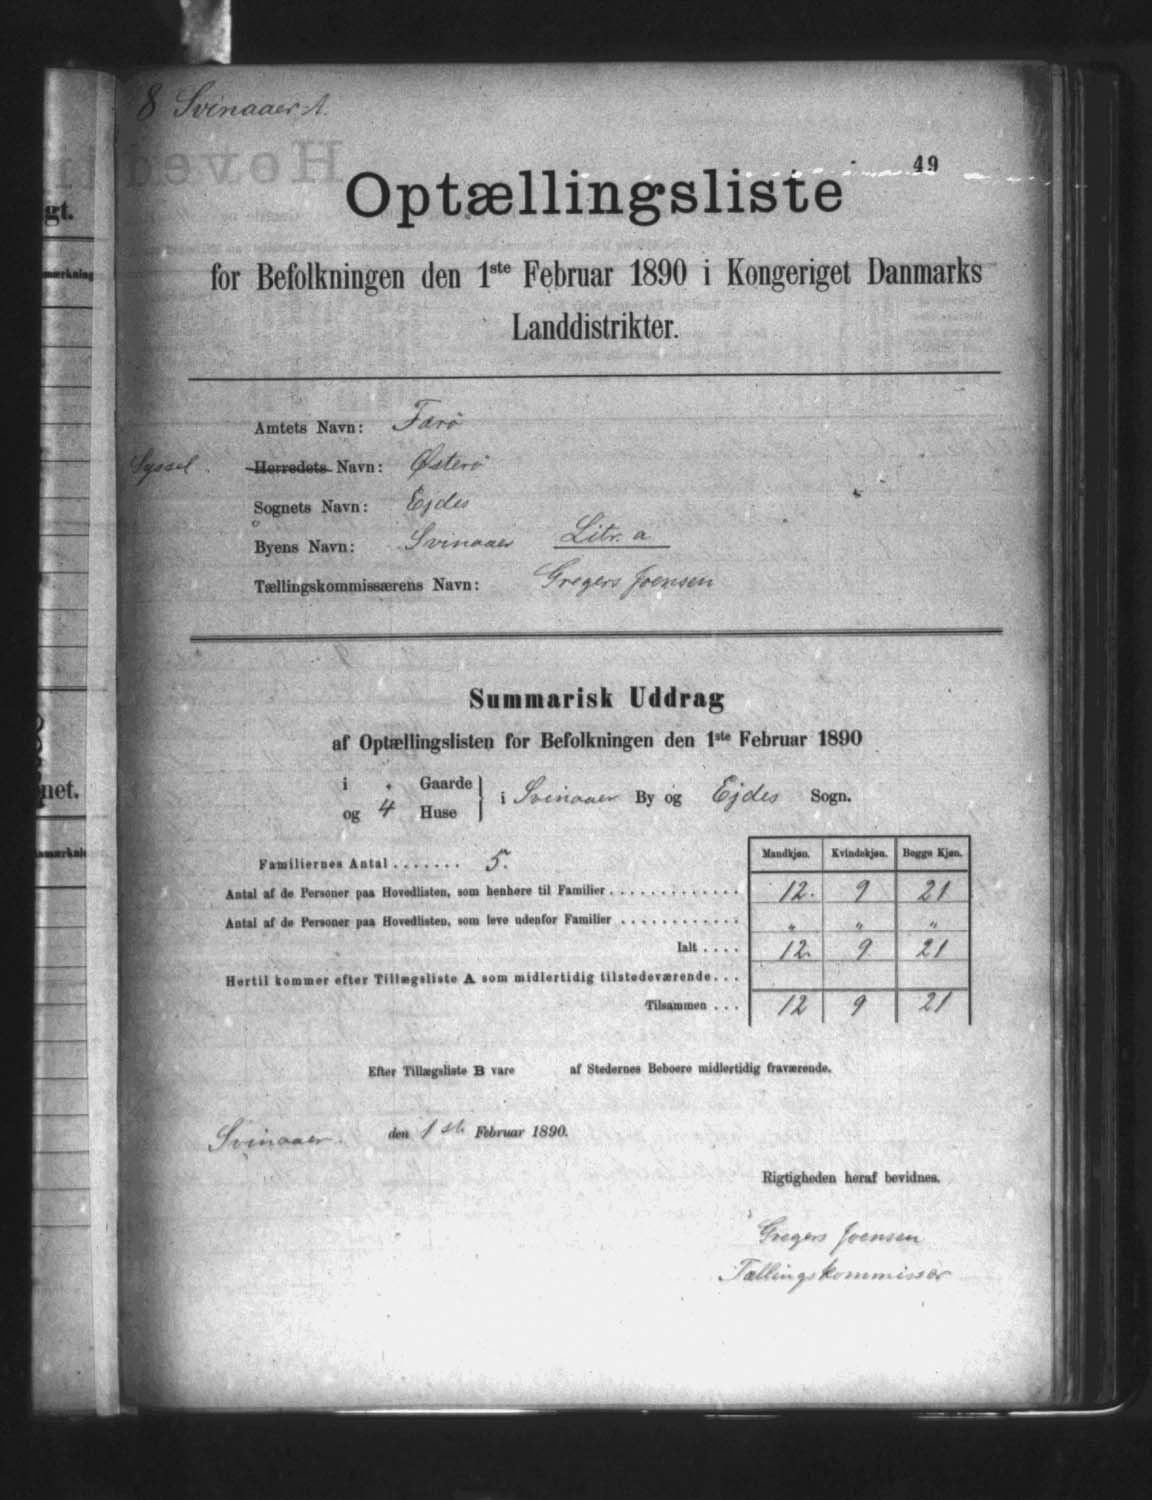 8 Svinaaer A.
49
Optællingsliste
for Befolkningen den 1ste Februar 1890 i Kongeriget Danmarks
Landdistrikter.
Amtets Navn: Færø
Syssel. Herredets Navn: Østerø
Sognets Navn: Ejdes
Byens Navn: Svinaaer Litr. a
Tællingskommissærens Navn: Gregers Joensen
Summarisk Uddrag
af Optællingslisten for Befolkningen den 1ste Februar 1890
i " Gaarde
og 4 Huse } i Svinaaer By og Ejdes Sogn.
Mandkjøn. Kvindekjøn. Begge Kjøn.
Familiernes Antal ....... 5.
Antal af de Personer paa Hovedlisten, som henhøre til Familier ............. 12. 9 21
Antal af de Personer paa Hovedlisten, som leve udenfor Familier ............ " " "
Ialt .... 12. 9 21
Hertil kommer efter Tillægsliste A som midlertidig tilstedeværende...
Tilsammen ... 12 9 21
Efter Tillægsliste B vare af Stedernes Beboere midlertidig fraværende.
Svinaaer. den 1ste Februar 1890.
Rigtigheden heraf bevidnes.
Gregers Joensen
Tællingskommissær
gt.
mærkning
net.